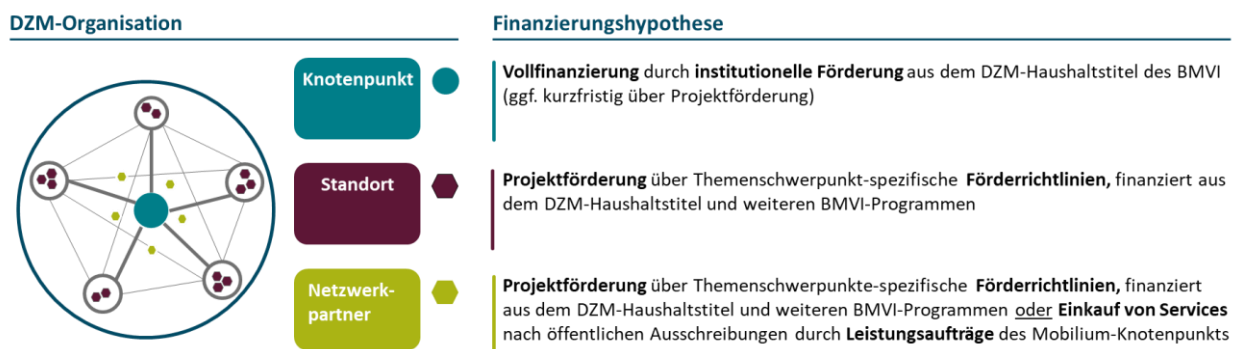 DZM-Organisation
Finanzierungshypothese
Knotenpunkt
Vollfinanzierung durch institutionelle Förderung aus dem DZM-Haushaltstitel des BMVI
(ggf. kurzfristig über Projektförderung)
Standort
Projektförderung über Themenschwerpunkt-spezifische Förderrichtlinien, finanziert aus
dem DZM-Haushaltstitel und weiteren BMVI-Programmen
Netzwerk-
partner
Projektförderung über Themenschwerpunkte-spezifische Förderrichtlinien, finanziert
aus dem DZM-Haushaltstitel und weiteren BMVI-Programmen oder Einkauf von Services
nach öffentlichen Ausschreibungen durch Leistungsaufträge des Mobilium-Knotenpunkts